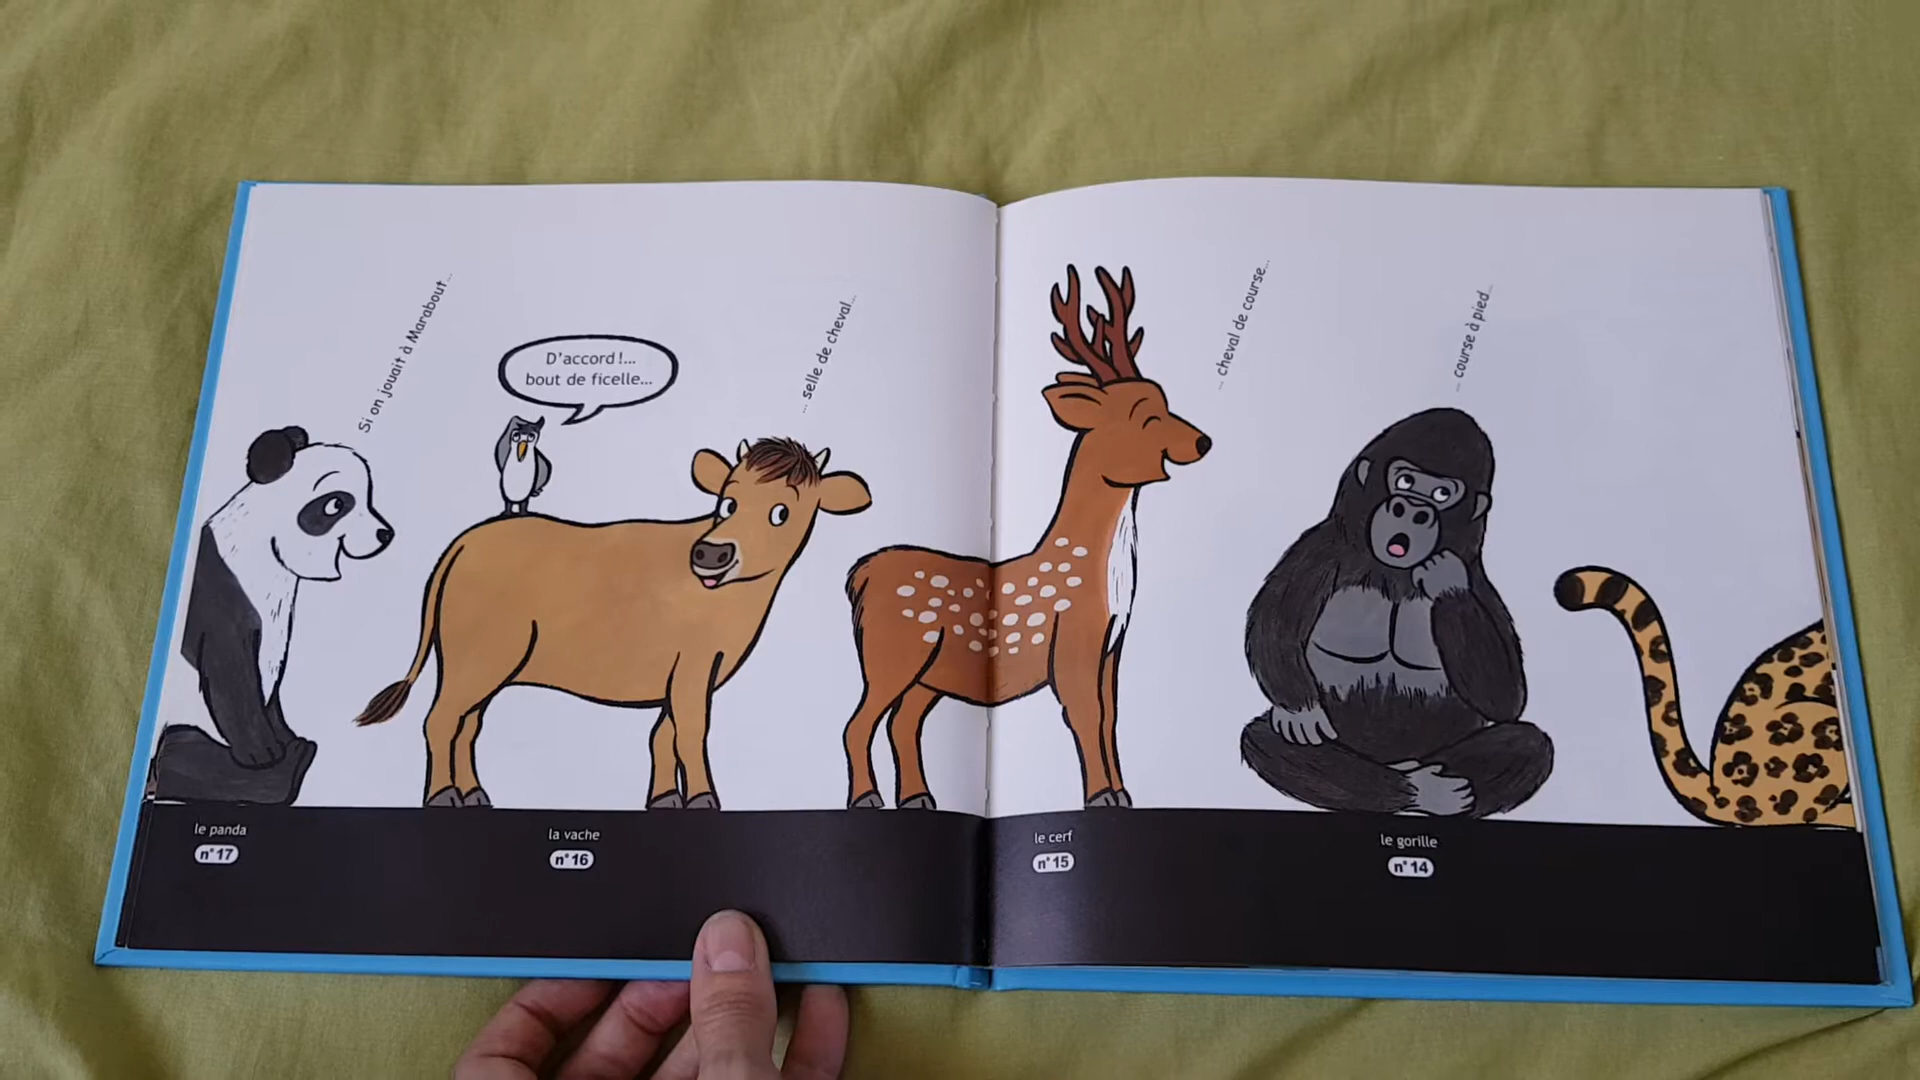 Si on jouait à Marabout...
D'accord !...
bout de ficelle...
... selle de cheval...
... cheval de course...
... course à pied...
le panda
n°17
la vache
n°16
le cerf
n°15
le gorille
n°14